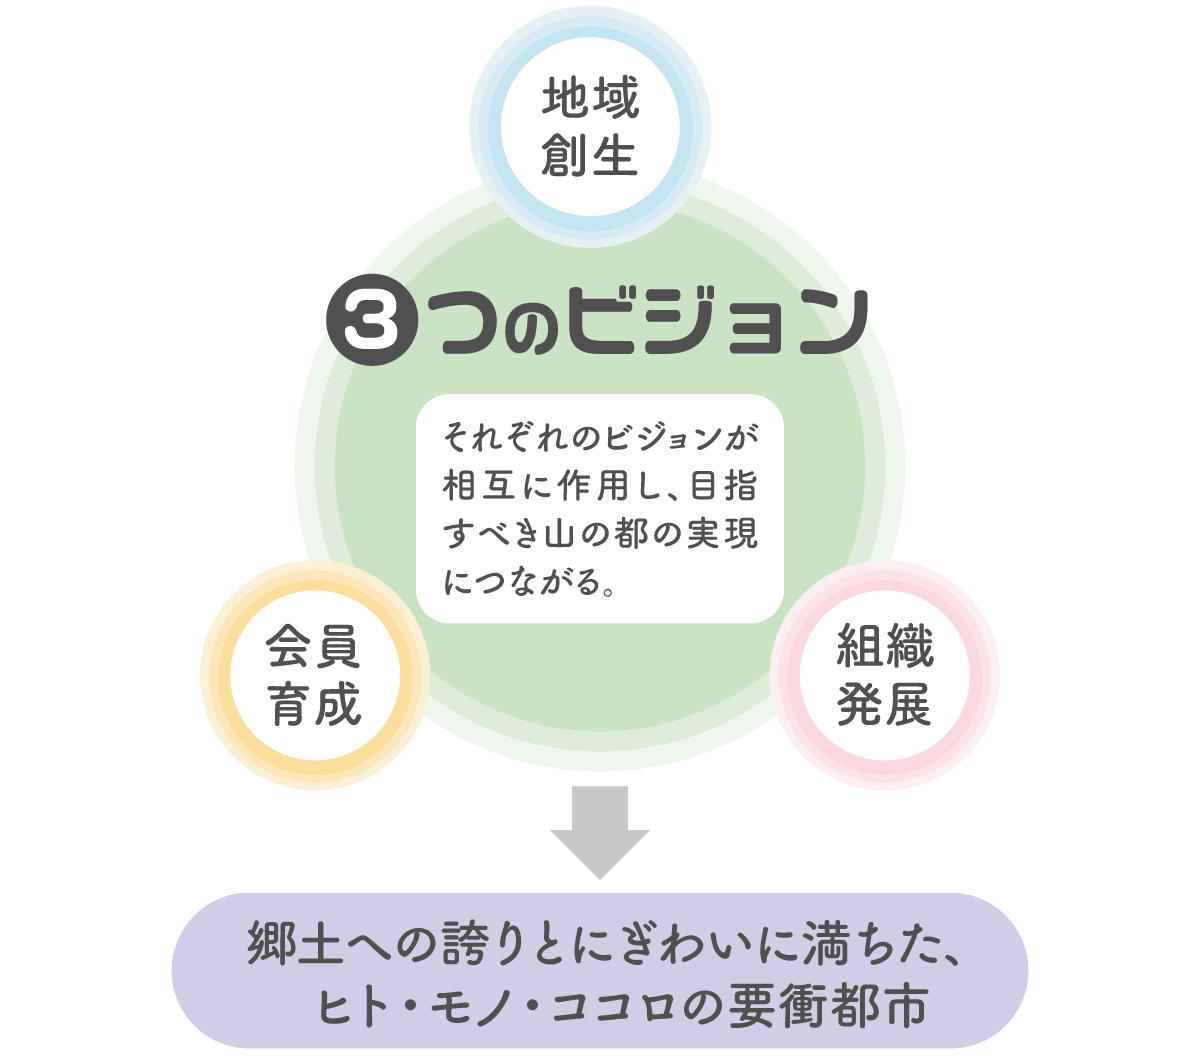 地域
創生
3つのビジョン
それぞれのビジョンが
相互に作用し、目指
すべき山の都の実現
につながる。
会員
育成
組織
発展
郷土への誇りとにぎわいに満ちた、
ヒト・モノ・ココロの要衝都市